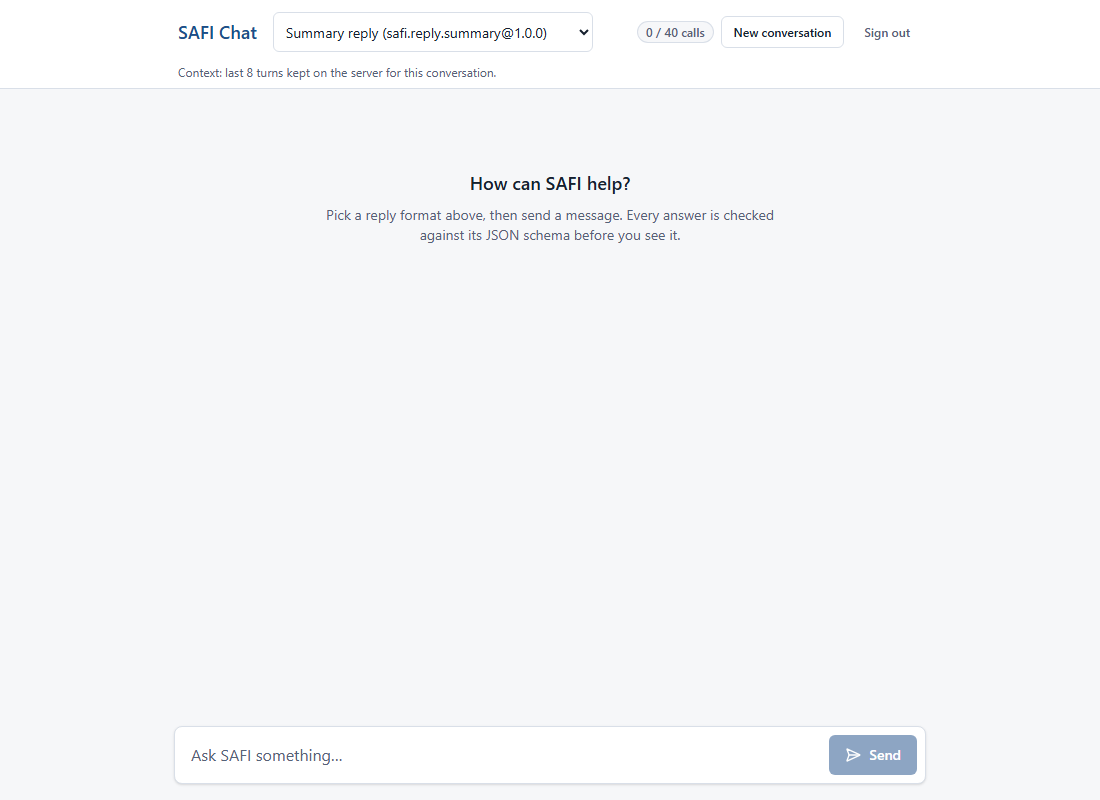 SAFI Chat
Summary reply (safi.reply.summary@1.0.0)
0 / 40 calls
New conversation
Sign out
Context: last 8 turns kept on the server for this conversation.
How can SAFI help?
Pick a reply format above, then send a message. Every answer is checked
against its JSON schema before you see it.
Ask SAFI something...
Send